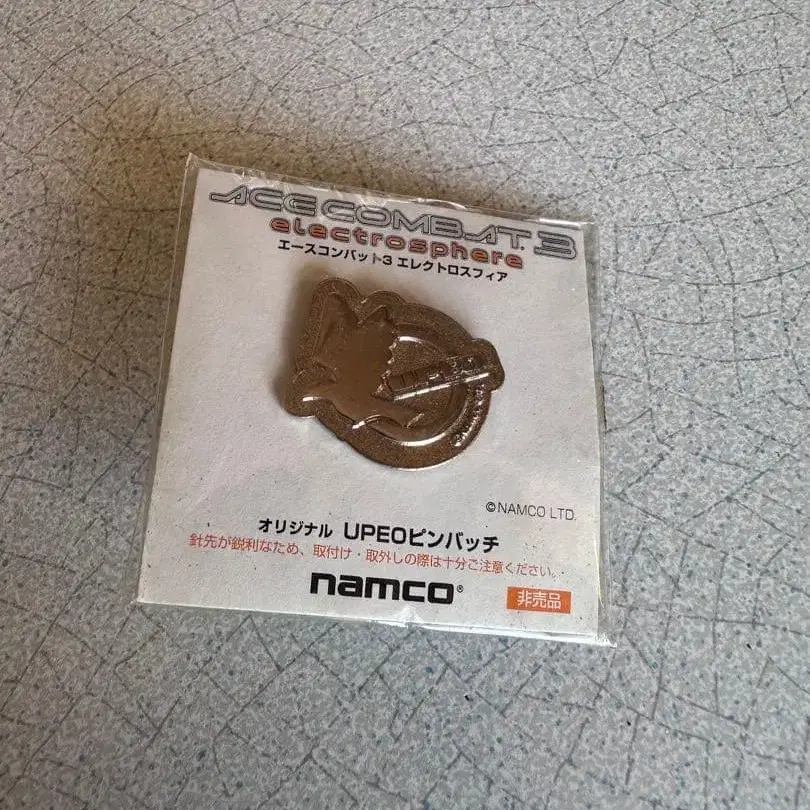 ACE COMBAT. 3
electrosphere
エースコンバット3 エレクトロスフィア
UPEO
©NAMCO LTD.
オリジナル UPEOピンバッチ
針先が鋭利なため、取付け・取外しの際は十分ご注意ください。
namco®
非売品